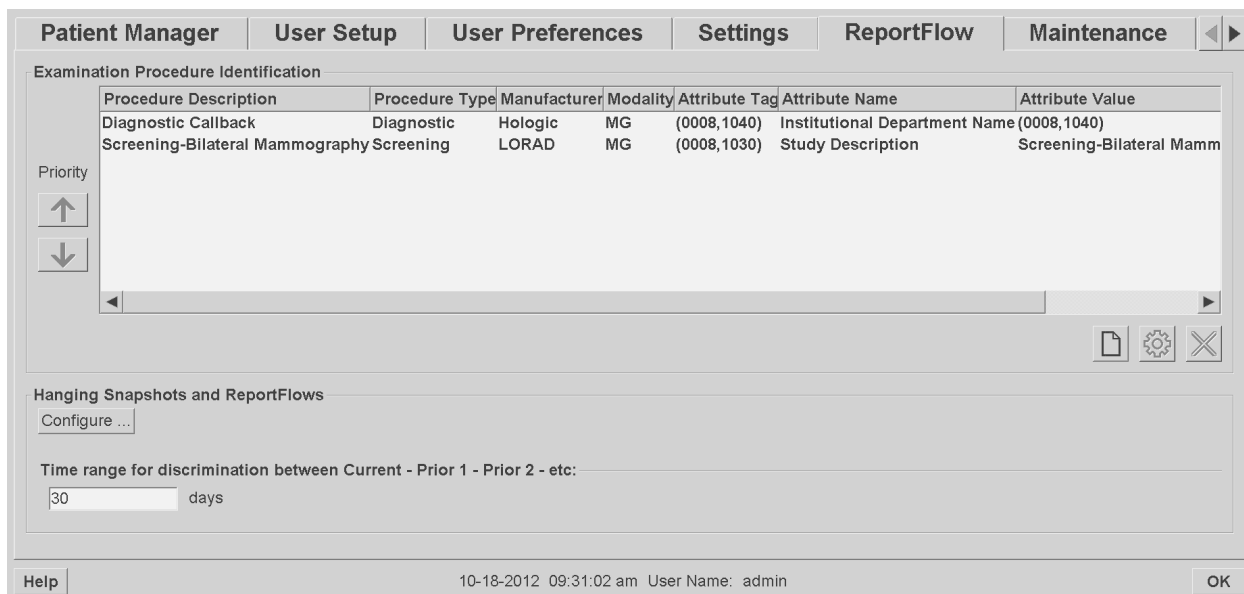 Patient Manager User Setup User Preferences Settings ReportFlow Maintenance
Examination Procedure Identification
Procedure Description Procedure Type Manufacturer Modality Attribute Tag Attribute Name Attribute Value
Diagnostic Callback Diagnostic Hologic MG (0008,1040) Institutional Department Name (0008,1040)
Screening-Bilateral Mammography Screening LORAD MG (0008,1030) Study Description Screening-Bilateral Mamm
Priority
Hanging Snapshots and ReportFlows
Configure ...
Time range for discrimination between Current - Prior 1 - Prior 2 - etc:
30 days
Help 10-18-2012 09:31:02 am User Name: admin OK